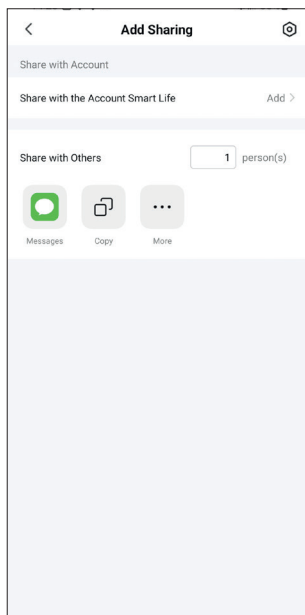 Add Sharing
Share with Account
Share with the Account Smart Life Add >
Share with Others 1 person(s)
Messages Copy More